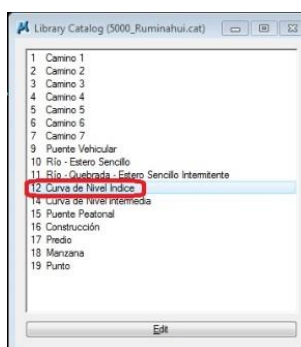 Library Catalog (5000_Ruminahui.cat)
1 Camino 1
2 Camino 2
3 Camino 3
4 Camino 4
5 Camino 5
6 Camino 6
7 Camino 7
9 Puente Vehicular
10 Río - Estero Sencillo
11 Río - Quebrada - Estero Sencillo Intermitente
12 Curva de Nivel Indice
14 Curva de Nivel Intermedia
15 Puente Peatonal
16 Construcción
17 Predio
18 Manzana
19 Punto
Edit